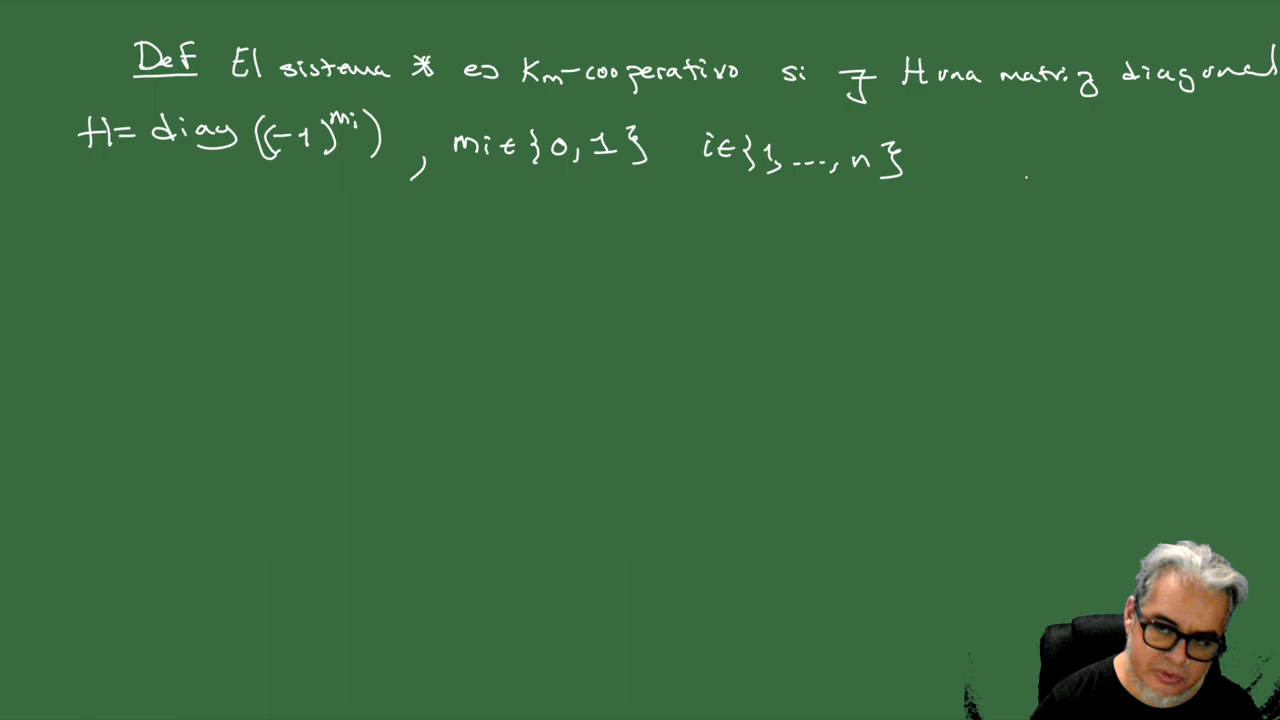 Def El sistema * es Km-cooperativo si ∃ H una matriz diagonal
H = diag((-1)^{mi}) , mi ∈ {0, 1} i ∈ {1, ..., n}